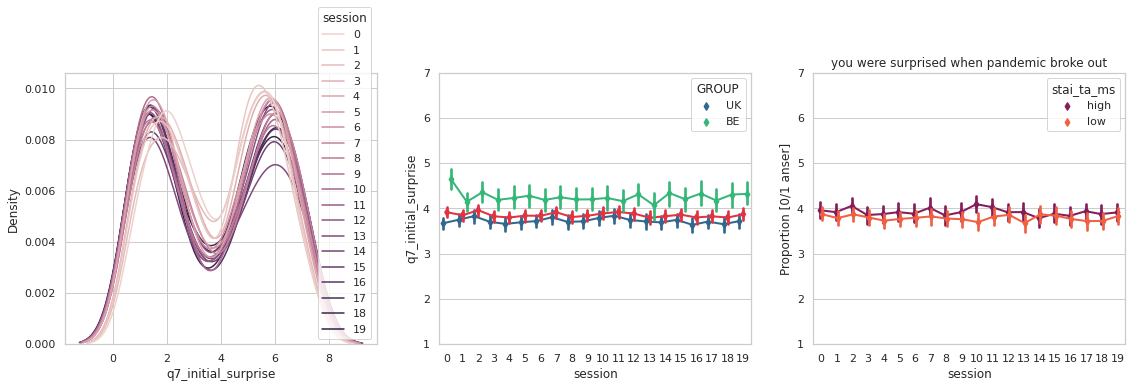 session
0
1
2
3
4
5
6
7
8
9
10
11
12
13
14
15
16
17
18
19
0.010
0.008
0.006
0.004
0.002
0.000
Density
0 2 4 6 8
q7_initial_surprise
7
6
5
4
3
2
1
q7_initial_surprise
GROUP
UK
BE
0 1 2 3 4 5 6 7 8 9 10 11 12 13 14 15 16 17 18 19
session
you were surprised when pandemic broke out
7
6
5
4
3
2
1
Proportion [0/1 anser]
stai_ta_ms
high
low
0 1 2 3 4 5 6 7 8 9 10 11 12 13 14 15 16 17 18 19
session